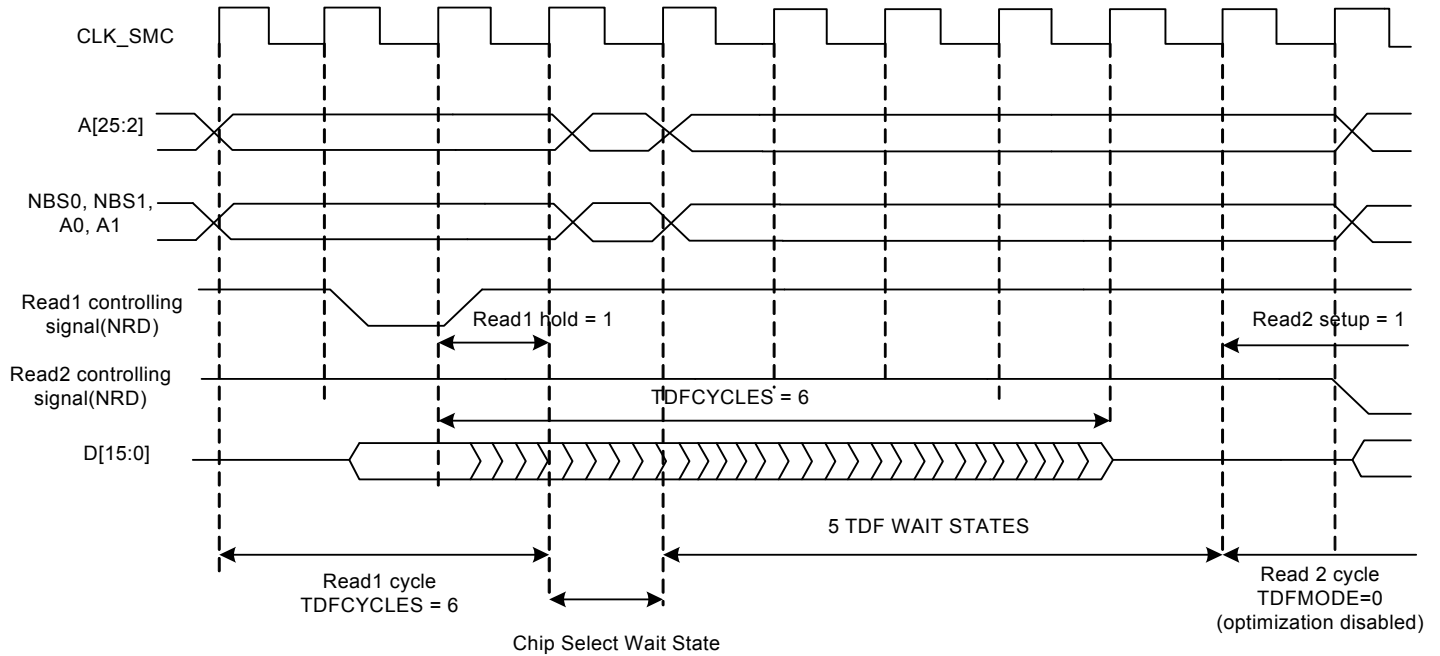 CLK_SMC
A[25:2]
NBS0, NBS1,
A0, A1
Read1 controlling
signal(NRD)
Read1 hold = 1
Read2 setup = 1
Read2 controlling
signal(NRD)
TDFCYCLES = 6
D[15:0]
5 TDF WAIT STATES
Read1 cycle
TDFCYCLES = 6
Chip Select Wait State
Read 2 cycle
TDFMODE=0
(optimization disabled)